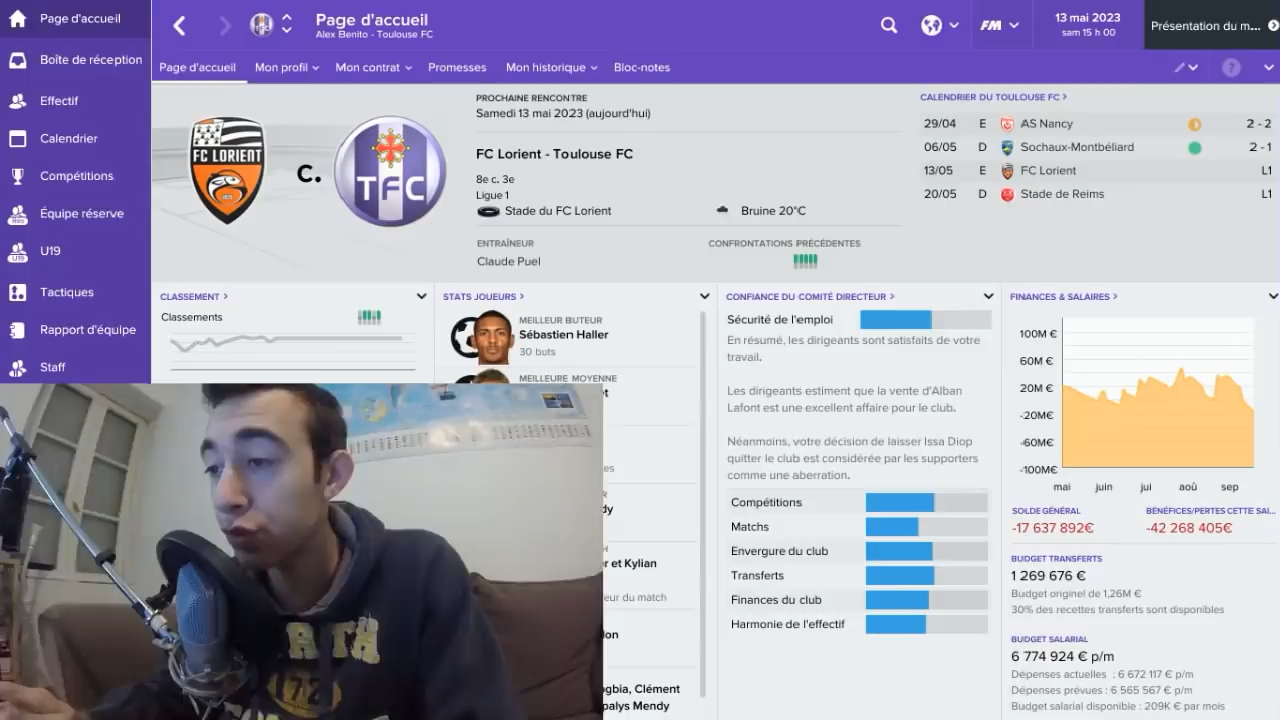 Page d'accueil
Boîte de réception
Effectif
Calendrier
Compétitions
Équipe réserve
U19
Tactiques
Rapport d'équipe
Staff
Page d'accueil
Alex Benito - Toulouse FC
FM
13 mai 2023
sam 15 h 00
Présentation du m...
Page d'accueil
Mon profil
Mon contrat
Promesses
Mon historique
Bloc-notes
FC LORIENT
c.
TFC
PROCHAINE RENCONTRE
Samedi 13 mai 2023 (aujourd'hui)
FC Lorient - Toulouse FC
8e c. 3e
Ligue 1
Stade du FC Lorient
Bruine 20°C
ENTRAÎNEUR
Claude Puel
CONFRONTATIONS PRÉCÉDENTES
CALENDRIER DU TOULOUSE FC >
29/04 E AS Nancy 2 - 2
06/05 D Sochaux-Montbéliard 2 - 1
13/05 E FC Lorient L1
20/05 D Stade de Reims L1
CLASSEMENT >
Classements
STATS JOUEURS >
MEILLEUR BUTEUR
Sébastien Haller
30 buts
MEILLEURE MOYENNE
r et Kylian
eur du match
gbia, Clément
palys Mendy
CONFIANCE DU COMITÉ DIRECTEUR >
Sécurité de l'emploi
En résumé, les dirigeants sont satisfaits de votre
travail.
Les dirigeants estiment que la vente d'Alban
Lafont est une excellent affaire pour le club.
Néanmoins, votre décision de laisser Issa Diop
quitter le club est considérée par les supporters
comme une aberration.
Compétitions
Matchs
Envergure du club
Transferts
Finances du club
Harmonie de l'effectif
FINANCES & SALAIRES >
100M €
60M €
20M €
-20M€
-60M€
-100M€
mai juin jui aoû sep
SOLDE GÉNÉRAL
-17 637 892€
BÉNÉFICES/PERTES CETTE SAI...
-42 268 405€
BUDGET TRANSFERTS
1 269 676 €
Budget originel de 1,26M €
30% des recettes transferts sont disponibles
BUDGET SALARIAL
6 774 924 € p/m
Dépenses actuelles : 6 672 117 € p/m
Dépenses prévues : 6 565 567 € p/m
Budget salarial disponible : 209K € par mois